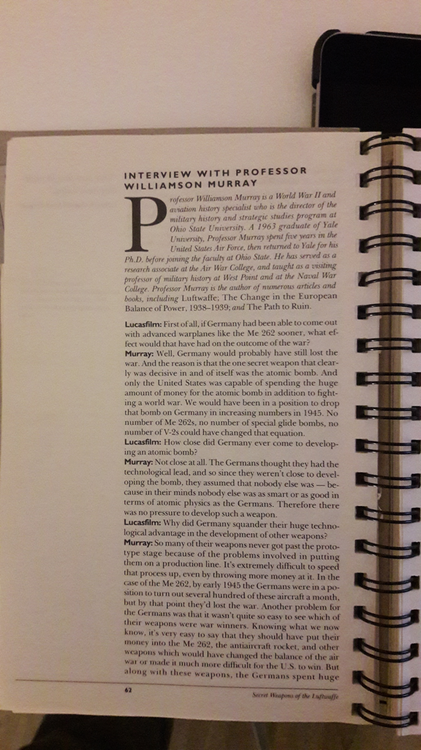 INTERVIEW WITH PROFESSOR
WILLIAMSON MURRAY
Professor Williamson Murray is a World War II and
aviation history specialist who is the director of the
military history and strategic studies program at
Ohio State University. A 1963 graduate of Yale
University, Professor Murray spent five years in the
United States Air Force, then returned to Yale for his
Ph.D. before joining the faculty at Ohio State. He has served as a
research associate at the Air War College, and taught as a visiting
professor of military history at West Point and at the Naval War
College. Professor Murray is the author of numerous articles and
books, including Luftwaffe; The Change in the European
Balance of Power, 1938–1939; and The Path to Ruin.
Lucasfilm: First of all, if Germany had been able to come out
with advanced warplanes like the Me 262 sooner, what ef-
fect would that have had on the outcome of the war?
Murray: Well, Germany would probably have still lost the
war. And the reason is that the one secret weapon that clear-
ly was decisive in and of itself was the atomic bomb. And
only the United States was capable of spending the huge
amount of money for the atomic bomb in addition to fight-
ing a world war. We would have been in a position to drop
that bomb on Germany in increasing numbers in 1945. No
number of Me 262s, no number of special glide bombs, no
number of V-2s could have changed that equation.
Lucasfilm: How close did Germany ever come to develop-
ing an atomic bomb?
Murray: Not close at all. The Germans thought they had the
technological lead, and so since they weren't close to devel-
oping the bomb, they assumed that nobody else was — be-
cause in their minds nobody else was as smart or as good in
terms of atomic physics as the Germans. Therefore there
was no pressure to develop such a weapon.
Lucasfilm: Why did Germany squander their huge techno-
logical advantage in the development of other weapons?
Murray: So many of their weapons never got past the proto-
type stage because of the problems involved in putting
them on a production line. It's extremely difficult to speed
that process up, even by throwing more money at it. In the
case of the Me 262, by early 1945 the Germans were in a po-
sition to turn out several hundred of these aircraft a month,
but by that point they'd lost the war. Another problem for
the Germans was that it wasn't quite so easy to see which of
their weapons were war winners. Knowing what we now
know, it's very easy to say that they should have put their
money into the Me 262, the antiaircraft rocket, and other
weapons which would have changed the balance of the air
war or made it much more difficult for the U.S. to win. But
along with these weapons, the Germans spent huge
62
Secret Weapons of the Luftwaffe